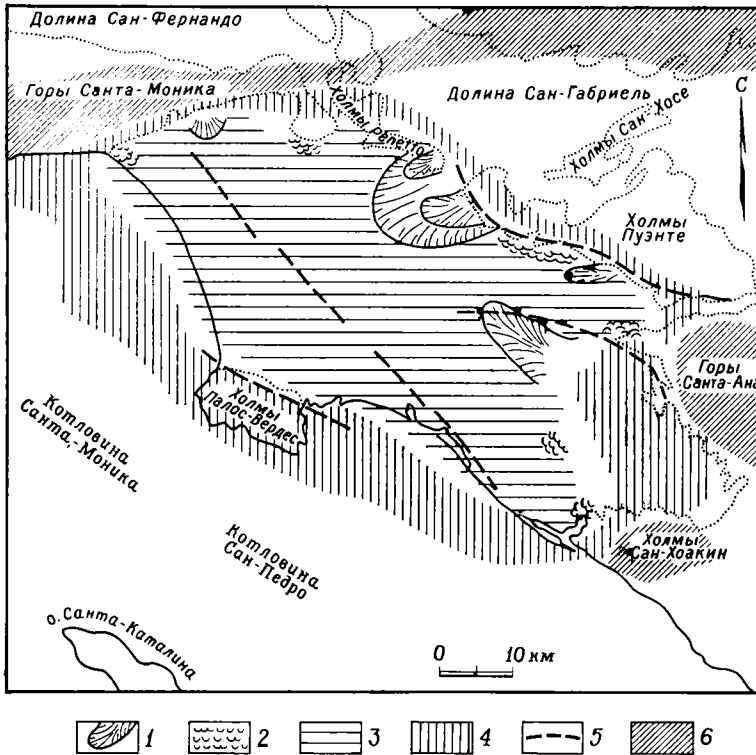 Долина Сан-Фернандо
Горы Санта-Моника
Холмы Репетто
Долина Сан-Габриель
Холмы Сан-Хосе
С
Холмы
Пуэнте
Горы
Санта-Ана
Холмы
Палос-Вердес
Котловина
Санта-Моника
Котловина
Сан-Педро
Холмы
Сан-Хоакин
о. Санта-Каталина
0 10 км
1 2 3 4 5 6